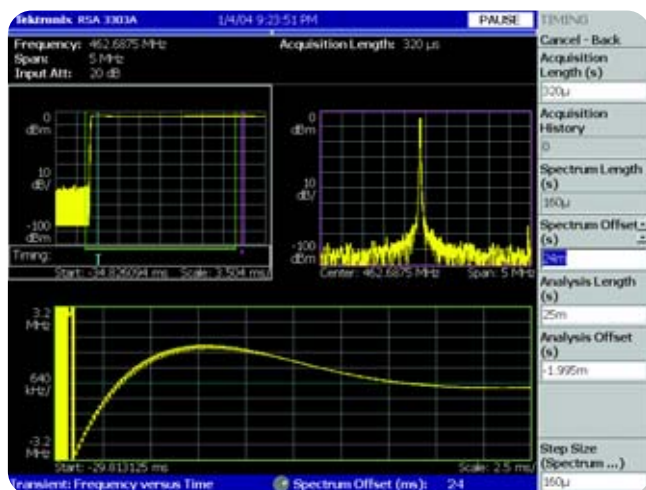 Tektronix RSA 3303A 1/4/04 9:23:51 PM PAUSE TIMING
Frequency: 462.6875 MHz Acquisition Length: 320 µs
Span: 5 MHz
Input Att: 20 dB
Cancel - Back
Acquisition
Length (s)
320µ
Acquisition
History
0
Spectrum Length
(s)
160µ
Spectrum Offset
(s)
24m
Analysis Length
(s)
25m
Analysis Offset
(s)
-1.995m
Step Size
(Spectrum ...)
160µ
0
dBm
10
dB/
-100
dBm
Timing:
Start: -34.826094 ms Scale: 3.504 ms/
0
dBm
10
dB/
-100
dBm
Center: 462.6875 MHz Span: 5 MHz
3.2
MHz
640
kHz/
-3.2
MHz
Start: -29.813125 ms Scale: 2.5 ms/
Transient: Frequency versus Time Spectrum Offset (ms): 24